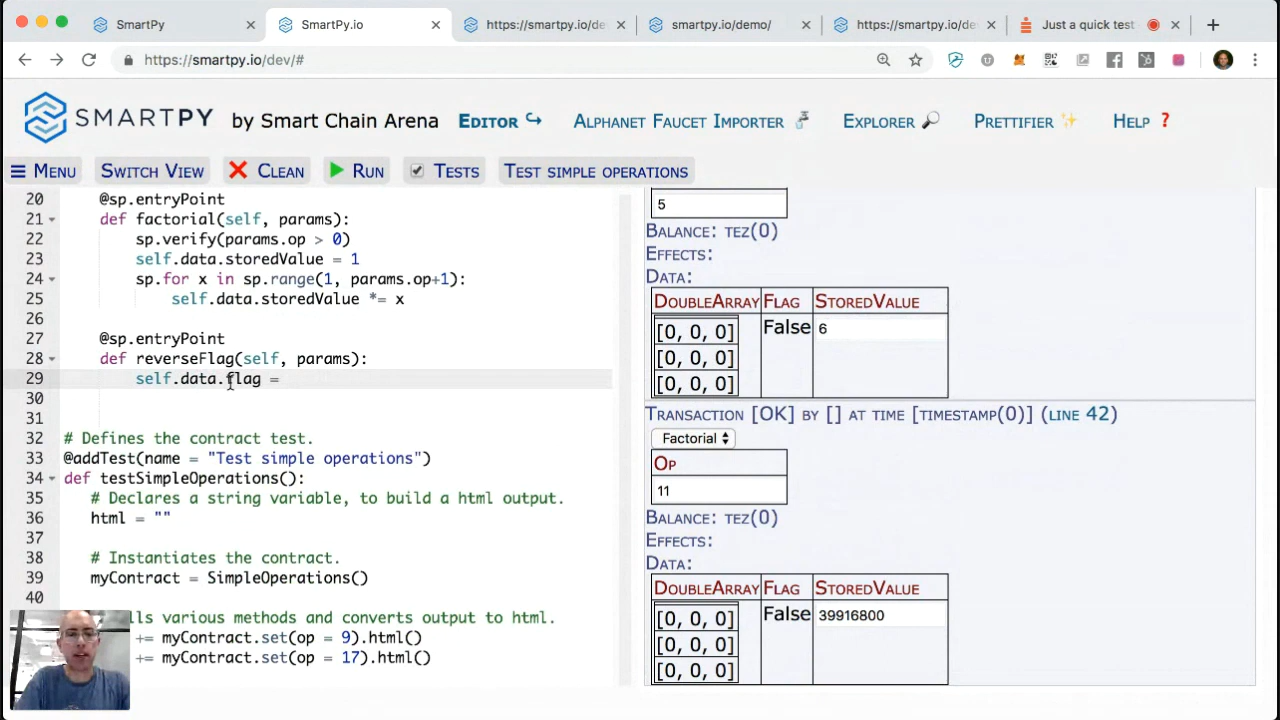 SmartPy
SmartPy.io
https://smartpy.io/de
smartpy.io/demo/
https://smartpy.io/de
Just a quick test
https://smartpy.io/dev/#
SMARTPY by Smart Chain Arena
EDITOR
ALPHANET FAUCET IMPORTER
EXPLORER
PRETTIFIER
HELP ?
MENU
SWITCH VIEW
CLEAN
RUN
TESTS
TEST SIMPLE OPERATIONS
20 @sp.entryPoint
21 def factorial(self, params):
22 sp.verify(params.op > 0)
23 self.data.storedValue = 1
24 sp.for x in sp.range(1, params.op+1):
25 self.data.storedValue *= x
26
27 @sp.entryPoint
28 def reverseFlag(self, params):
29 self.data.flag =
30
31
32 # Defines the contract test.
33 @addTest(name = "Test simple operations")
34 def testSimpleOperations():
35 # Declares a string variable, to build a html output.
36 html = ""
37
38 # Instantiates the contract.
39 myContract = SimpleOperations()
40
lls various methods and converts output to html.
+= myContract.set(op = 9).html()
+= myContract.set(op = 17).html()
5
BALANCE: TEZ(0)
EFFECTS:
DATA:
DOUBLEARRAY FLAG STOREDVALUE
[0, 0, 0] False 6
[0, 0, 0]
[0, 0, 0]
TRANSACTION [OK] BY [] AT TIME [TIMESTAMP(0)] (LINE 42)
Factorial
OP
11
BALANCE: TEZ(0)
EFFECTS:
DATA:
DOUBLEARRAY FLAG STOREDVALUE
[0, 0, 0] False 39916800
[0, 0, 0]
[0, 0, 0]